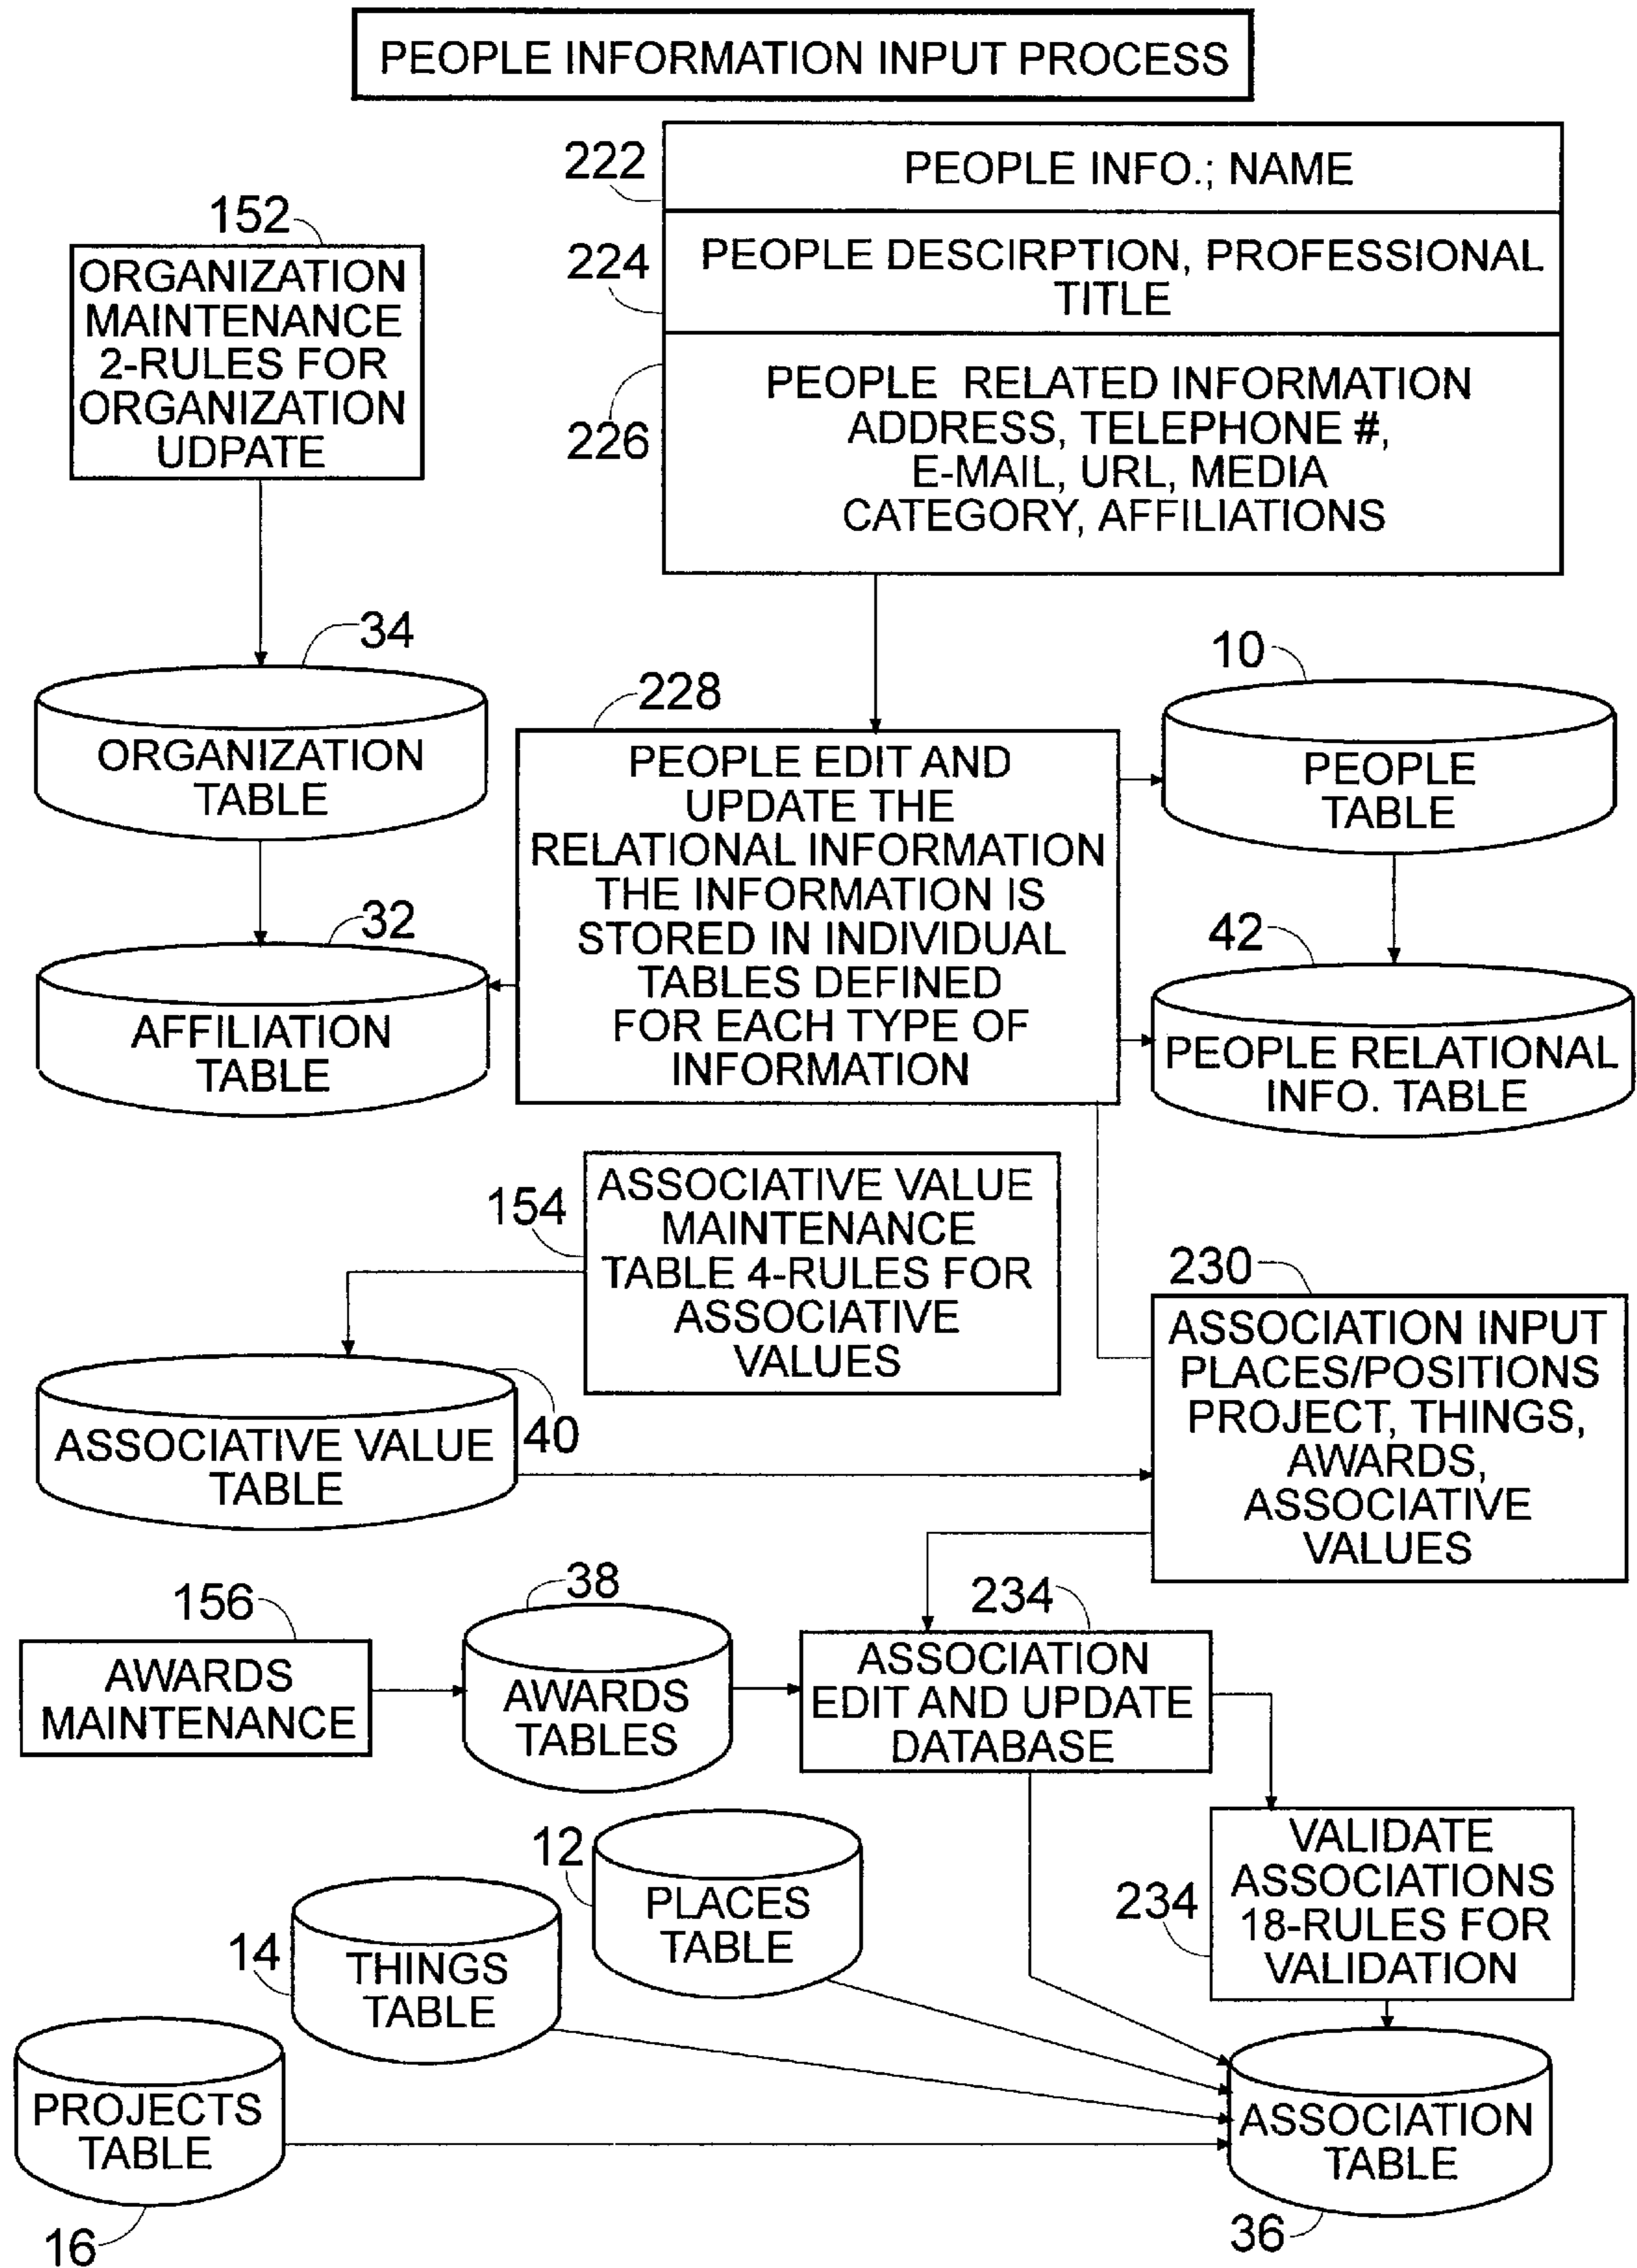 PEOPLE INFORMATION INPUT PROCESS
222
PEOPLE INFO.; NAME
224
PEOPLE DESCIRPTION, PROFESSIONAL
TITLE
226
PEOPLE RELATED INFORMATION
ADDRESS, TELEPHONE #,
E-MAIL, URL, MEDIA
CATEGORY, AFFILIATIONS
152
ORGANIZATION
MAINTENANCE
2-RULES FOR
ORGANIZATION
UDPATE
34
ORGANIZATION
TABLE
228
PEOPLE EDIT AND
UPDATE THE
RELATIONAL INFORMATION
THE INFORMATION IS
STORED IN INDIVIDUAL
TABLES DEFINED
FOR EACH TYPE OF
INFORMATION
10
PEOPLE
TABLE
32
AFFILIATION
TABLE
42
PEOPLE RELATIONAL
INFO. TABLE
154
ASSOCIATIVE VALUE
MAINTENANCE
TABLE 4-RULES FOR
ASSOCIATIVE
VALUES
230
ASSOCIATION INPUT
PLACES/POSITIONS
PROJECT, THINGS,
AWARDS,
ASSOCIATIVE
VALUES
40
ASSOCIATIVE VALUE
TABLE
156
AWARDS
MAINTENANCE
38
AWARDS
TABLES
234
ASSOCIATION
EDIT AND UPDATE
DATABASE
12
PLACES
TABLE
234
VALIDATE
ASSOCIATIONS
18-RULES FOR
VALIDATION
14
THINGS
TABLE
PROJECTS
TABLE
16
ASSOCIATION
TABLE
36